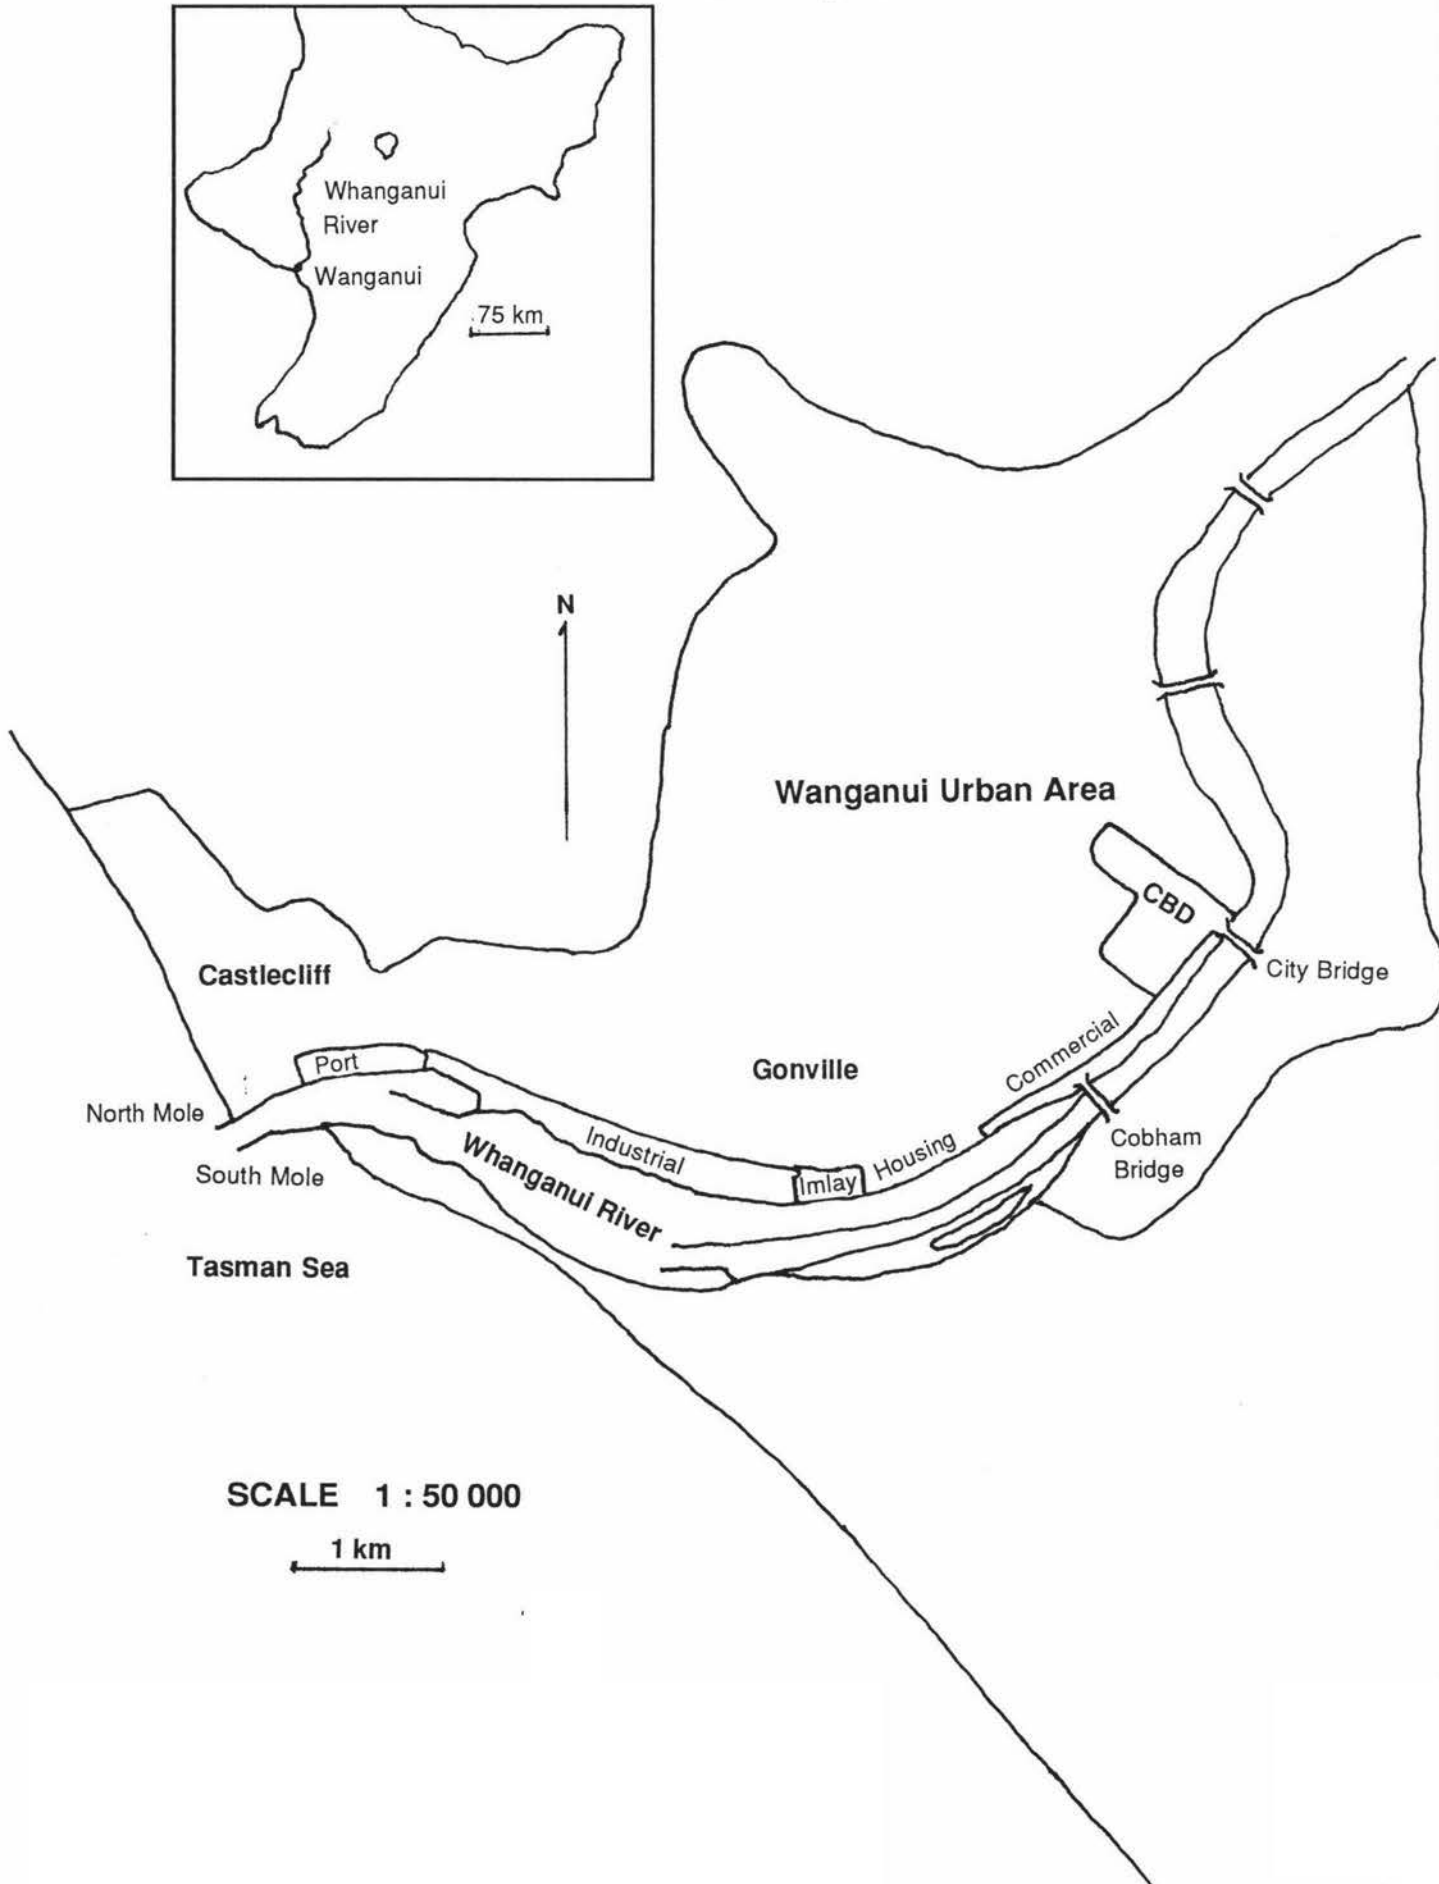 Whanganui
River
Wanganui
75 km
N
Wanganui Urban Area
CBD
City Bridge
Castlecliff
Port
Gonville
Commercial
North Mole
Industrial
Housing
Cobham
Bridge
South Mole
Whanganui River
Imlay
Tasman Sea
SCALE 1 : 50 000
1 km